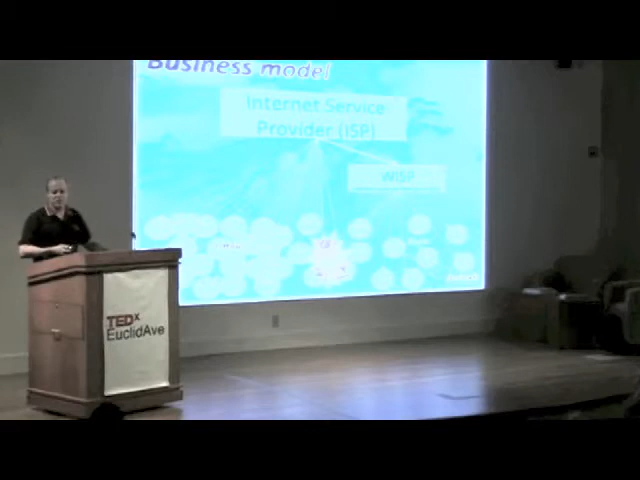 Business model
Internet Service
Provider (ISP)
WISP
TEDx
EuclidAve